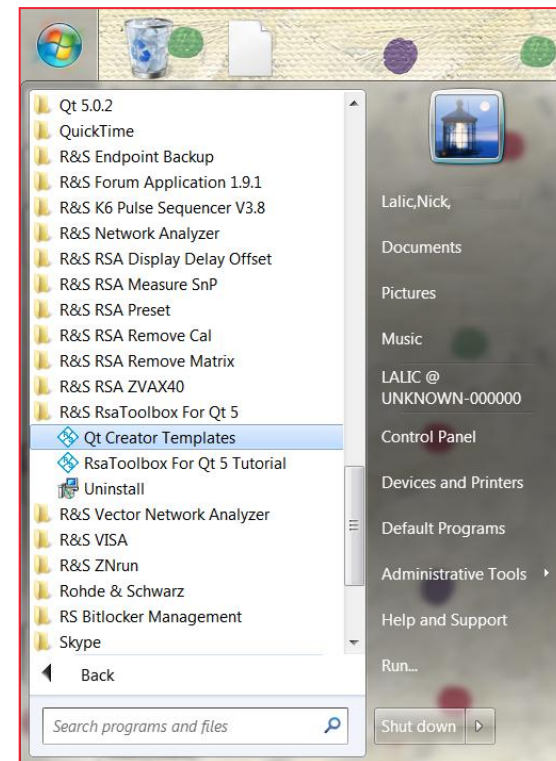 Qt 5.0.2
QuickTime
R&S Endpoint Backup
R&S Forum Application 1.9.1
R&S K6 Pulse Sequencer V3.8
R&S Network Analyzer
R&S RSA Display Delay Offset
R&S RSA Measure SnP
R&S RSA Preset
R&S RSA Remove Cal
R&S RSA Remove Matrix
R&S RSA ZVAX40
R&S RsaToolbox For Qt 5
Qt Creator Templates
RsaToolbox For Qt 5 Tutorial
Uninstall
R&S Vector Network Analyzer
R&S VISA
R&S ZNrun
Rohde & Schwarz
RS Bitlocker Management
Skype
Back
Search programs and files
Lalic,Nick,
Documents
Pictures
Music
LALIC @
UNKNOWN-000000
Control Panel
Devices and Printers
Default Programs
Administrative Tools
Help and Support
Run...
Shut down